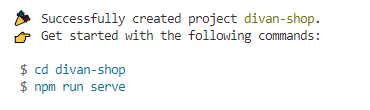 🎉 Successfully created project divan-shop.
👉 Get started with the following commands:
$ cd divan-shop
$ npm run serve